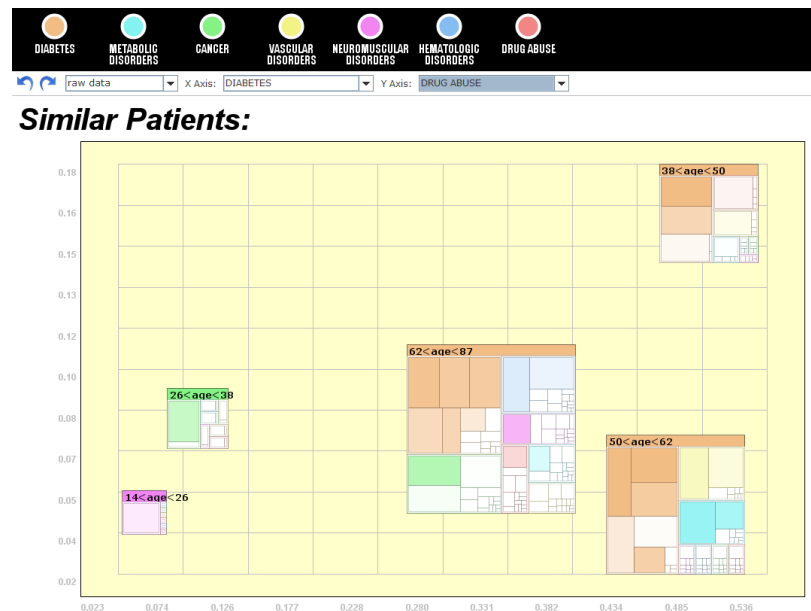 DIABETES
METABOLIC
DISORDERS
CANCER
VASCULAR
DISORDERS
NEUROMUSCULAR
DISORDERS
HEMATOLOGIC
DISORDERS
DRUG ABUSE
raw data
X Axis: DIABETES
Y Axis: DRUG ABUSE
Similar Patients:
0.18
38<age<50
0.16
0.15
0.13
0.12
62<age<87
0.10
26<age<38
0.08
50<age<62
0.07
14<age<26
0.05
0.04
0.02
0.023 0.074 0.126 0.177 0.228 0.280 0.331 0.382 0.434 0.485 0.536